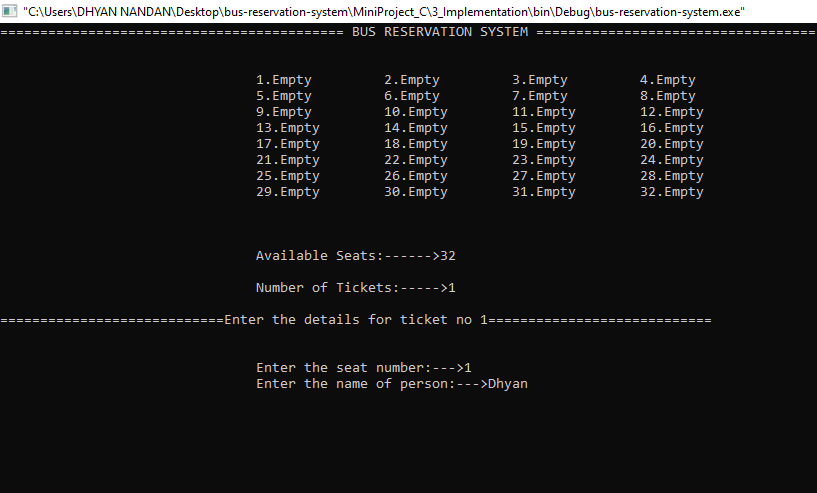 "C:\Users\DHYAN NANDAN\Desktop\bus-reservation-system\MiniProject_C\3_Implementation\bin\Debug\bus-reservation-system.exe"
=========================================== BUS RESERVATION SYSTEM ===================================
1.Empty 2.Empty 3.Empty 4.Empty
5.Empty 6.Empty 7.Empty 8.Empty
9.Empty 10.Empty 11.Empty 12.Empty
13.Empty 14.Empty 15.Empty 16.Empty
17.Empty 18.Empty 19.Empty 20.Empty
21.Empty 22.Empty 23.Empty 24.Empty
25.Empty 26.Empty 27.Empty 28.Empty
29.Empty 30.Empty 31.Empty 32.Empty
Available Seats:------>32
Number of Tickets:----->1
============================Enter the details for ticket no 1============================
Enter the seat number:--->1
Enter the name of person:--->Dhyan